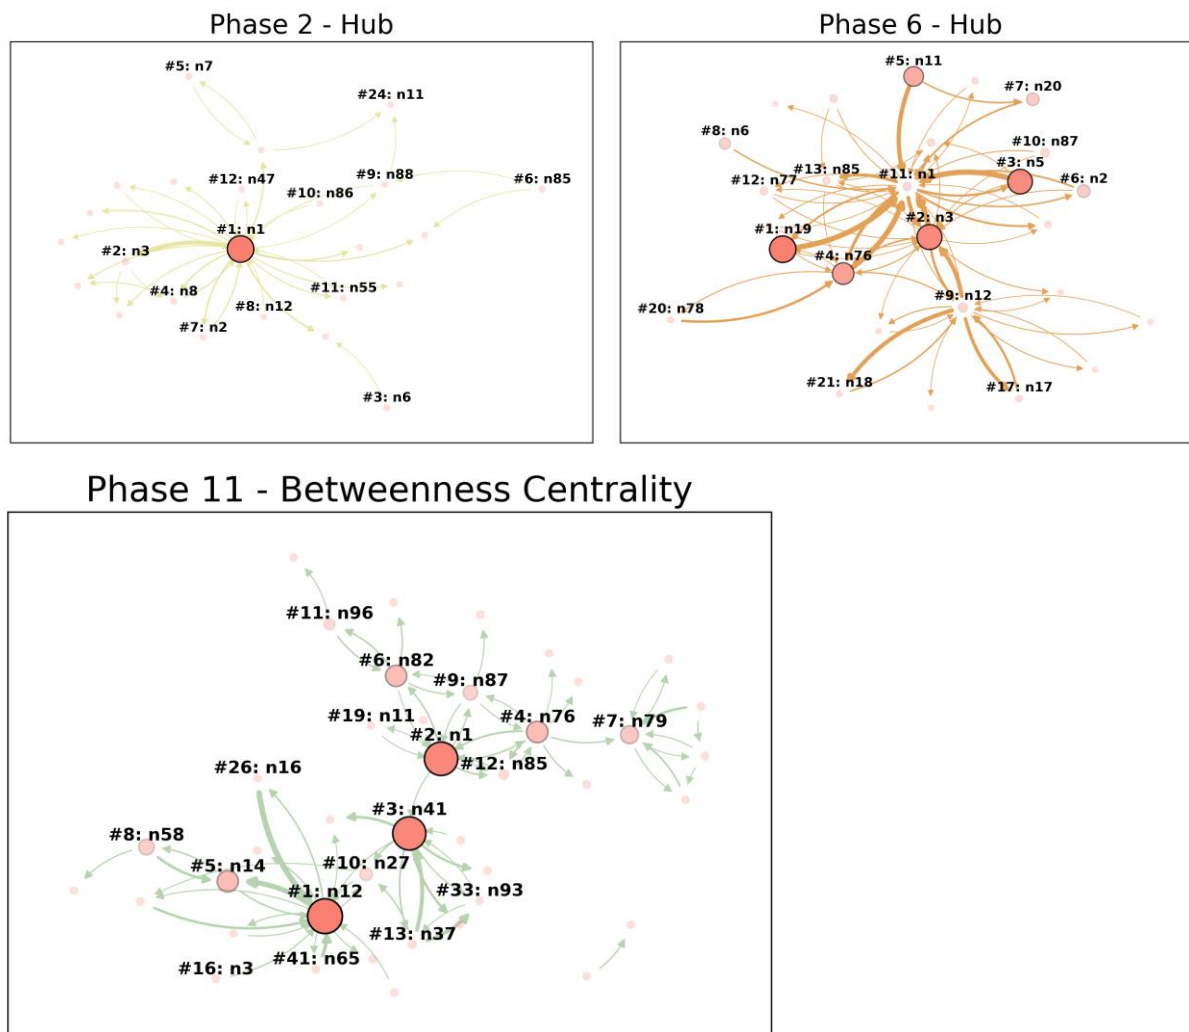 Phase 2 - Hub
#5: n7
#24: n11
#12: n47
#9: n88
#10: n86
#6: n85
#1: n1
#2: n3
#4: n8
#11: n55
#8: n12
#7: n2
#3: n6
Phase 6 - Hub
#5: n11
#7: n20
#8: n6
#10: n87
#13: n85
#3: n5
#11: n1
#12: n77
#6: n2
#2: n3
#1: n19
#4: n76
#9: n12
#20: n78
#21: n18
#17: n17
Phase 11 - Betweenness Centrality
#11: n96
#6: n82
#9: n87
#19: n11
#4: n76
#7: n79
#2: n1
#12: n85
#26: n16
#3: n41
#8: n58
#5: n14
#10: n27
#1: n12
#33: n93
#13: n37
#41: n65
#16: n3